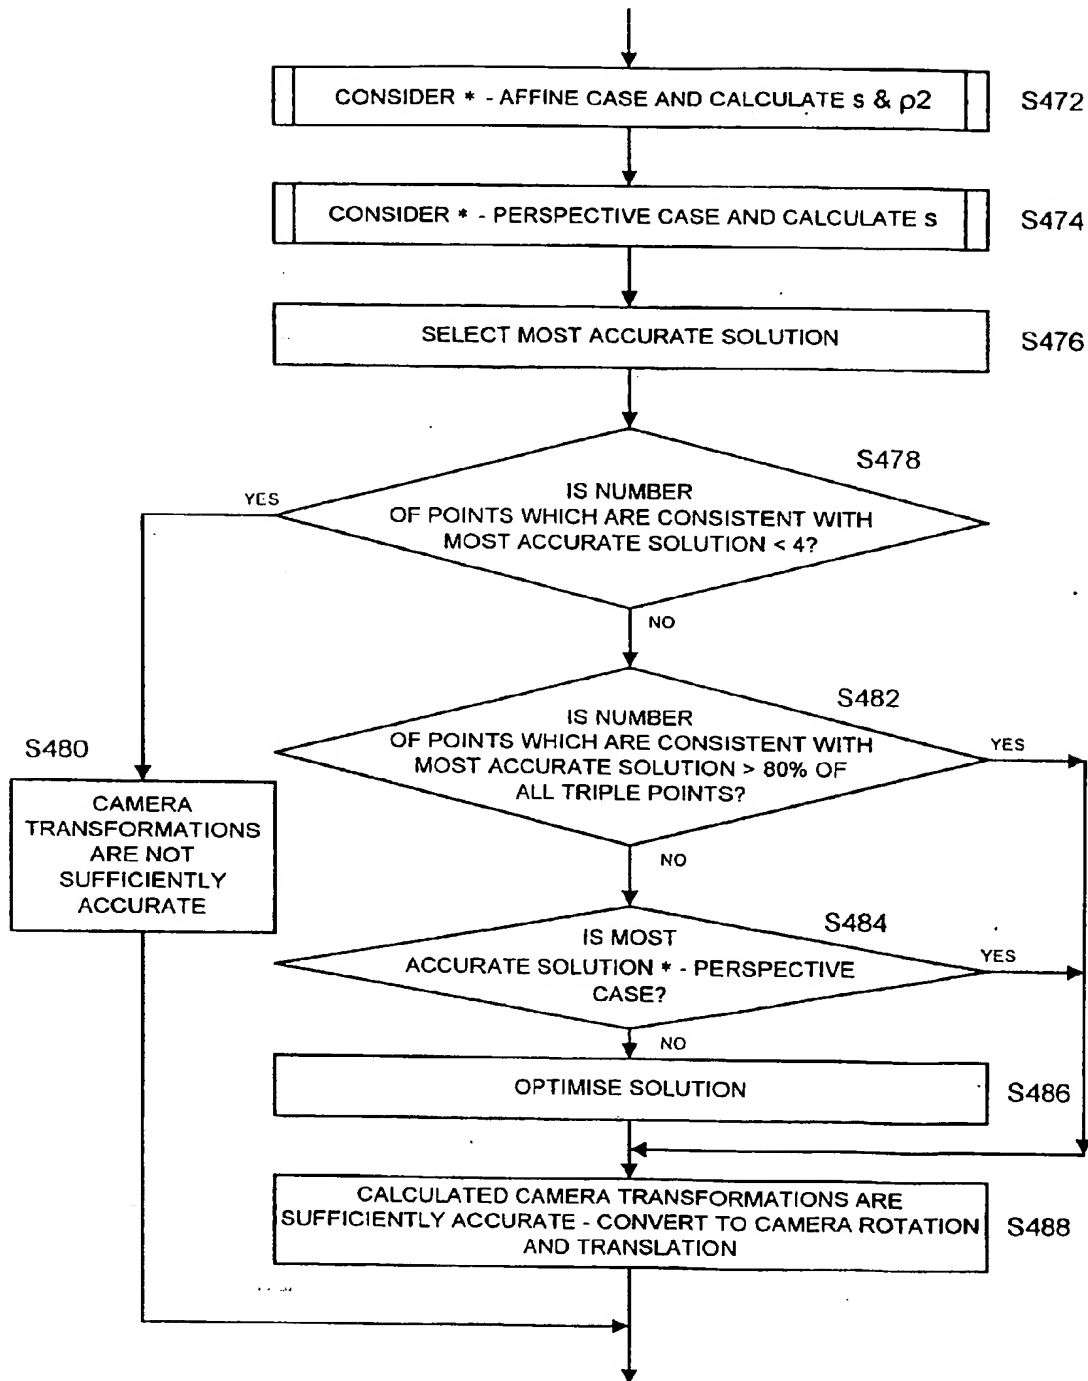 CONSIDER * - AFFINE CASE AND CALCULATE s & ρ2
S472
CONSIDER * - PERSPECTIVE CASE AND CALCULATE s
S474
SELECT MOST ACCURATE SOLUTION
S476
S478
YES
IS NUMBER
OF POINTS WHICH ARE CONSISTENT WITH
MOST ACCURATE SOLUTION < 4?
NO
S482
IS NUMBER
OF POINTS WHICH ARE CONSISTENT WITH
MOST ACCURATE SOLUTION > 80% OF
ALL TRIPLE POINTS?
YES
S480
CAMERA
TRANSFORMATIONS
ARE NOT
SUFFICIENTLY
ACCURATE
NO
S484
IS MOST
ACCURATE SOLUTION * - PERSPECTIVE
CASE?
YES
NO
OPTIMISE SOLUTION
S486
CALCULATED CAMERA TRANSFORMATIONS ARE
SUFFICIENTLY ACCURATE - CONVERT TO CAMERA ROTATION
AND TRANSLATION
S488